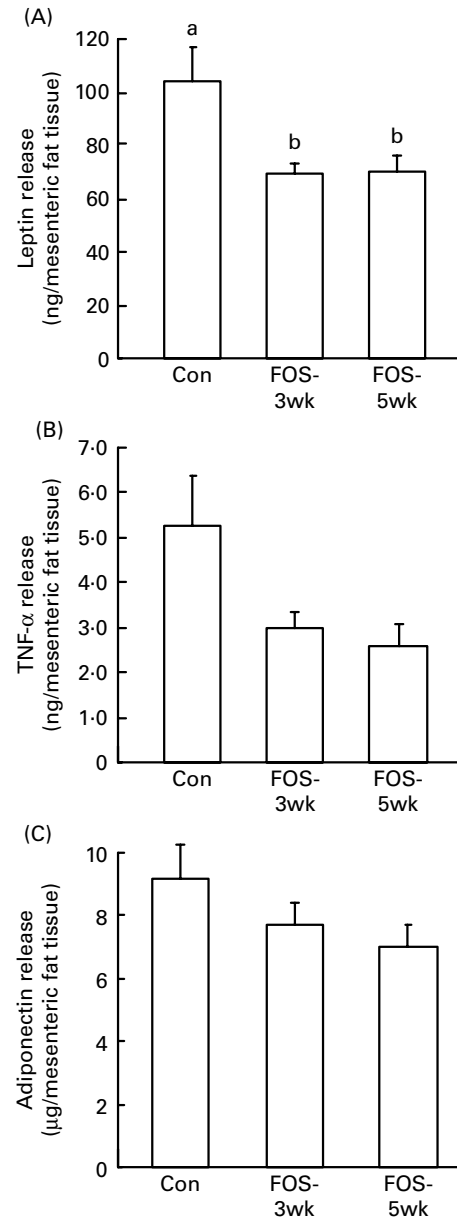 (A)
Leptin release
(ng/mesenteric fat tissue)
120
100
80
60
40
20
0
a
b
b
Con
FOS-
3wk
FOS-
5wk
(B)
TNF-α release
(ng/mesenteric fat tissue)
7·0
6·0
5·0
4·0
3·0
2·0
1·0
0
Con
FOS-
3wk
FOS-
5wk
(C)
Adiponectin release
(µg/mesenteric fat tissue)
10
8
6
4
2
0
Con
FOS-
3wk
FOS-
5wk